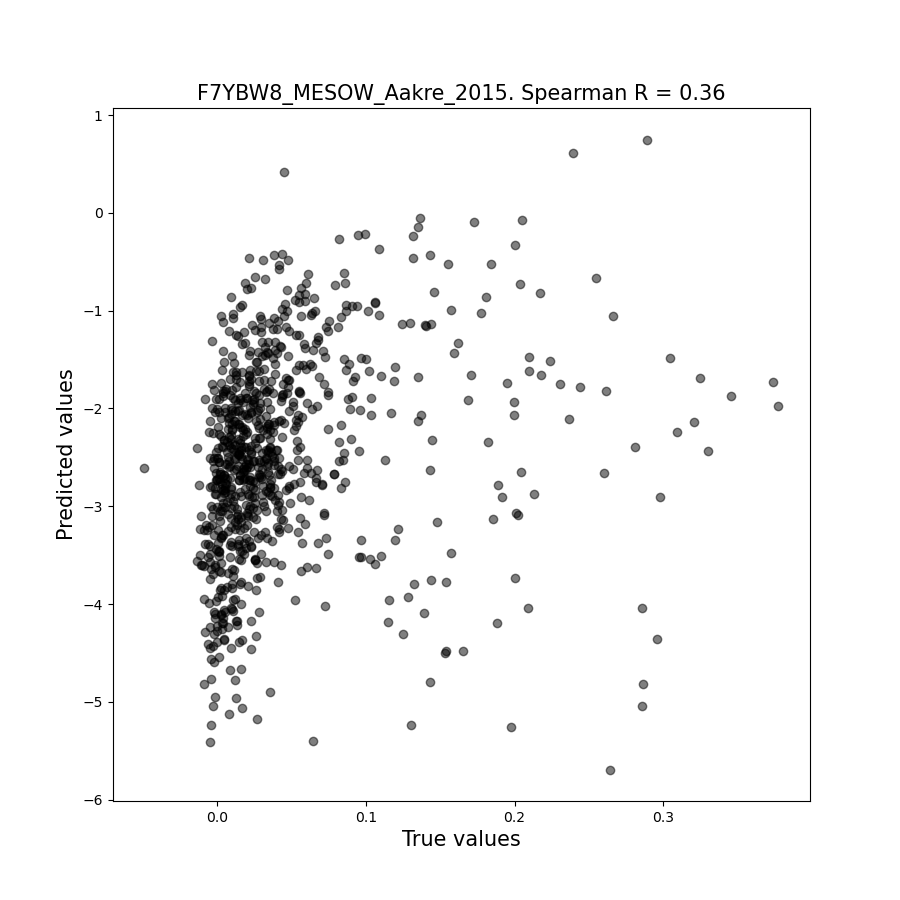 F7YBW8_MESOW_Aakre_2015. Spearman R = 0.36
1
0
−1
−2
−3
−4
−5
−6
Predicted values
0.0 0.1 0.2 0.3
True values